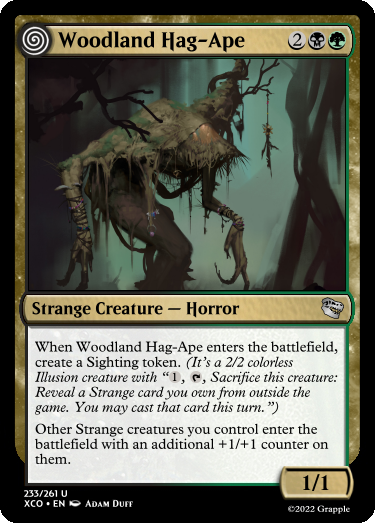 Woodland Hag-Ape 2
Strange Creature — Horror
When Woodland Hag-Ape enters the battlefield,
create a Sighting token. (It's a 2/2 colorless
Illusion creature with “1, , Sacrifice this creature:
Reveal a Strange card you own from outside
the game. You may cast that card this turn.”)
Other Strange creatures you control enter the
battlefield with an additional +1/+1 counter on
them.
1/1
233/261 U
XCO • EN Adam Duff
©2022 Grapple